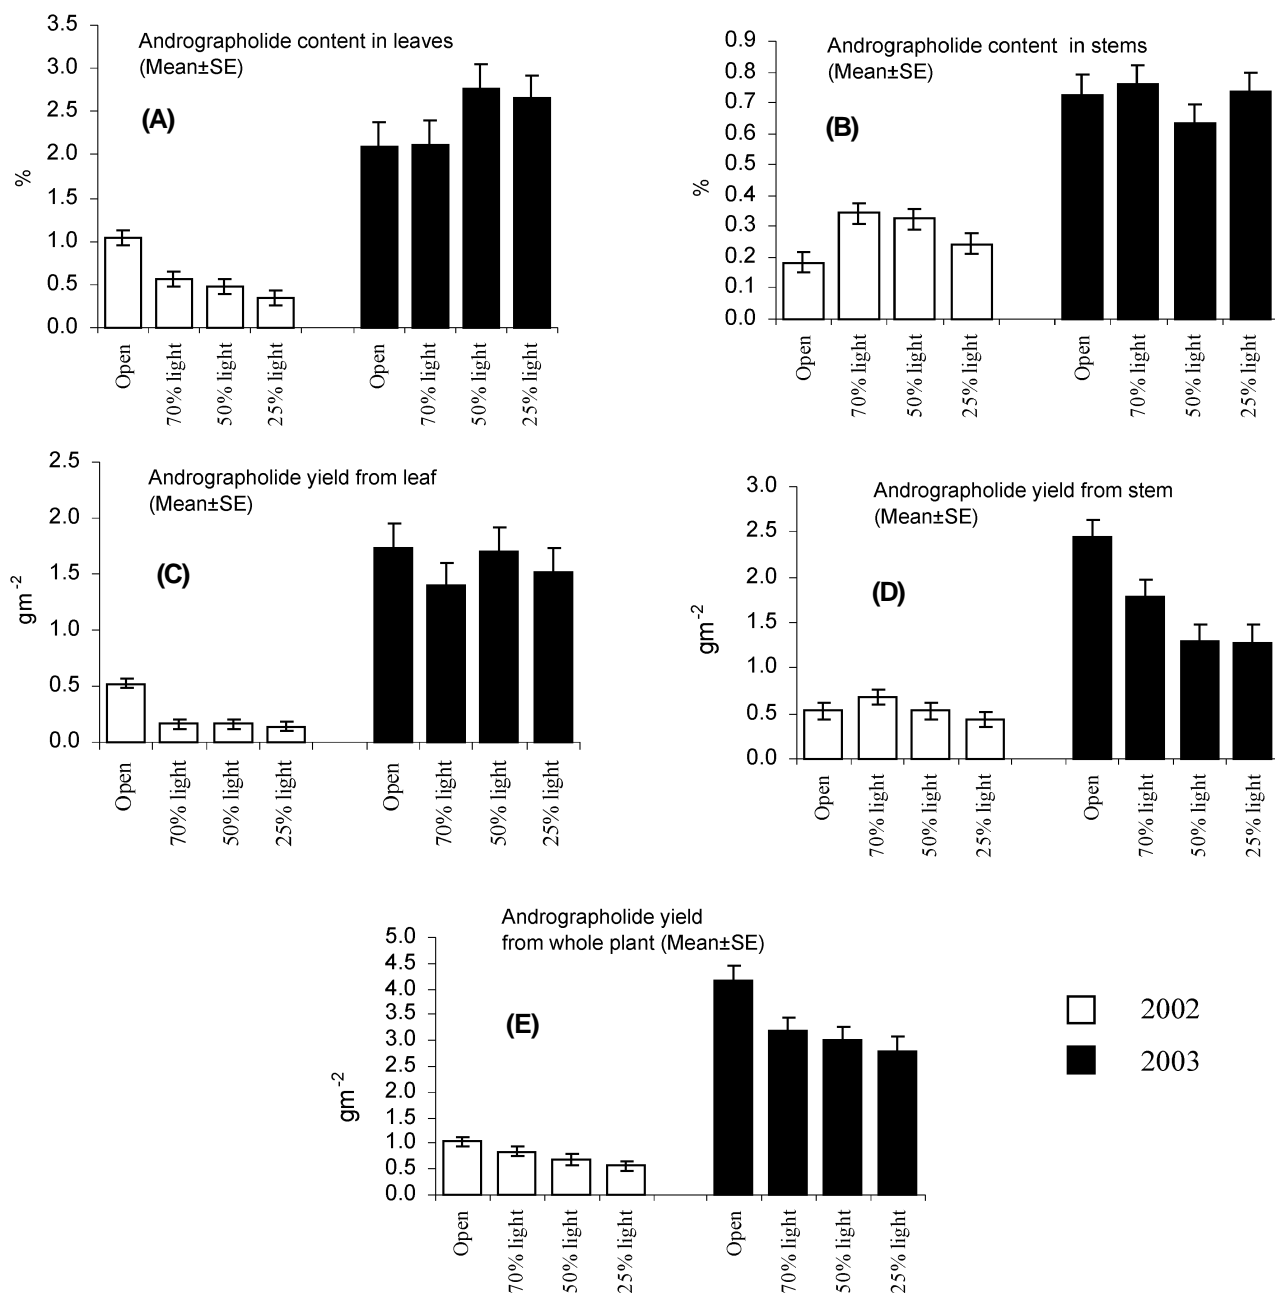 Andrographolide content in leaves
(Mean±SE)
(A)
%
3.5
3.0
2.5
2.0
1.5
1.0
0.5
0.0
Open
70% light
50% light
25% light
Open
70% light
50% light
25% light
Andrographolide content in stems
(Mean±SE)
(B)
%
0.9
0.8
0.7
0.6
0.5
0.4
0.3
0.2
0.1
0.0
Open
70% light
50% light
25% light
Open
70% light
50% light
25% light
Andrographolide yield from leaf
(Mean±SE)
(C)
gm⁻²
2.5
2.0
1.5
1.0
0.5
0.0
Open
70% light
50% light
25% light
Open
70% light
50% light
25% light
Andrographolide yield from stem
(Mean±SE)
(D)
gm⁻²
3.0
2.5
2.0
1.5
1.0
0.5
0.0
Open
70% light
50% light
25% light
Open
70% light
50% light
25% light
Andrographolide yield
from whole plant (Mean±SE)
(E)
gm⁻²
5.0
4.5
4.0
3.5
3.0
2.5
2.0
1.5
1.0
0.5
0.0
Open
70% light
50% light
25% light
Open
70% light
50% light
25% light
2002
2003